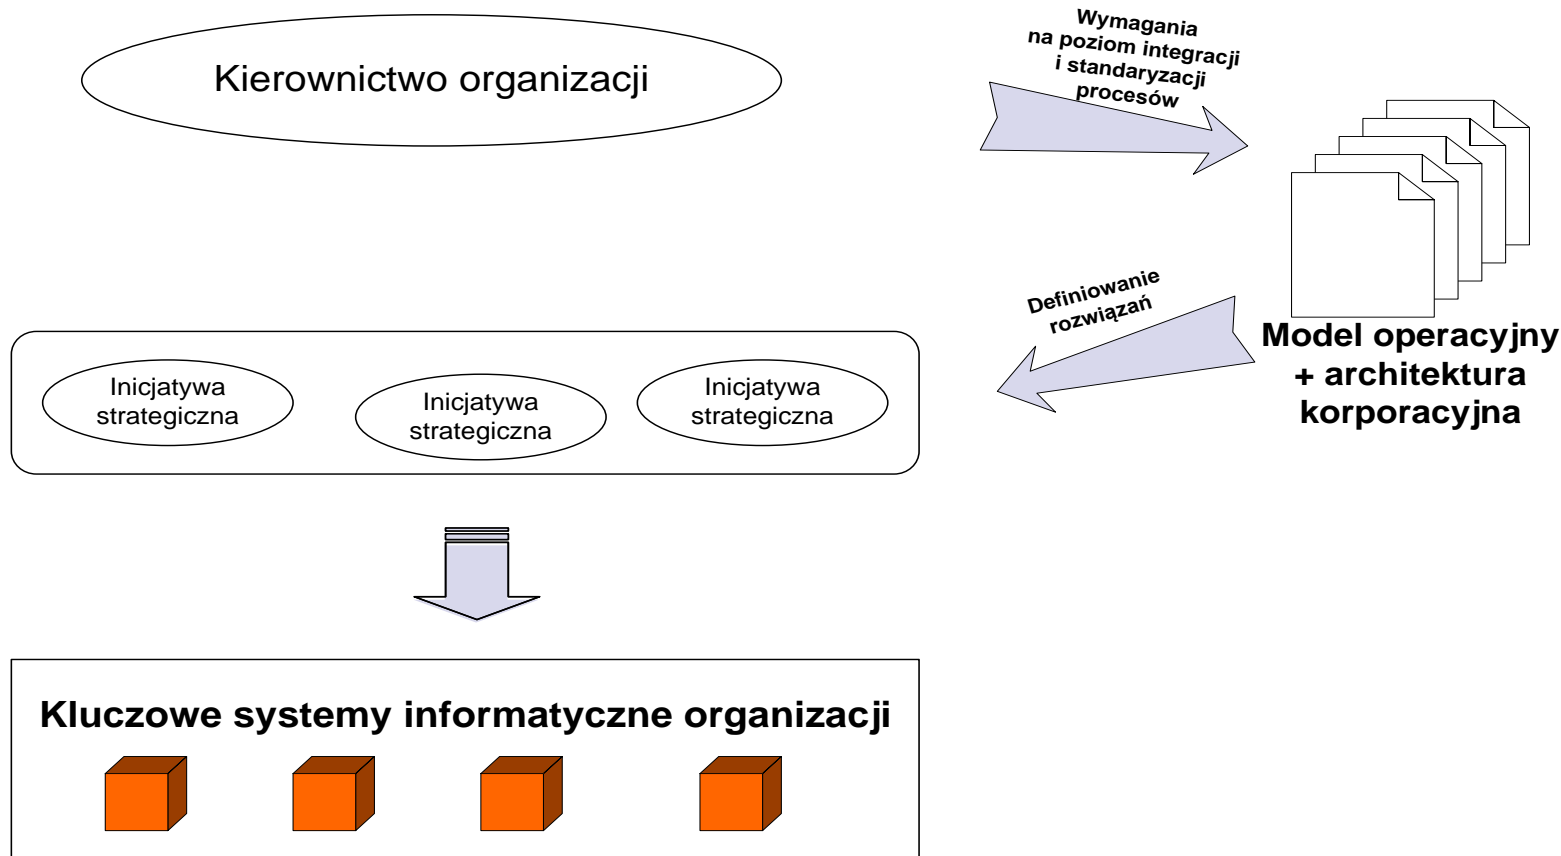 Kierownictwo organizacji
Wymagania
na poziom integracji
i standaryzacji
procesów
Definiowanie
rozwiązań
Model operacyjny
+ architektura
korporacyjna
Inicjatywa
strategiczna
Inicjatywa
strategiczna
Inicjatywa
strategiczna
Kluczowe systemy informatyczne organizacji